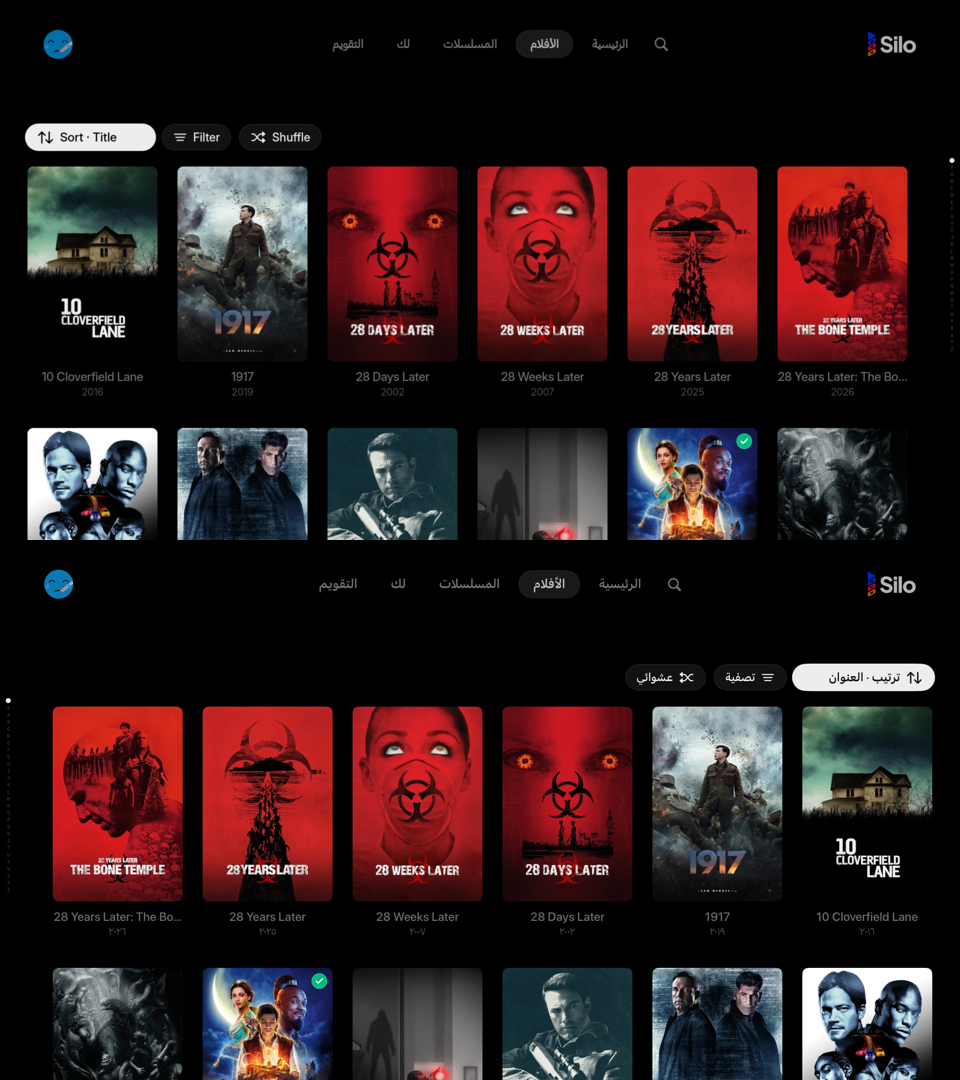 Silo
الرئيسية
الأفلام
المسلسلات
لك
التقويم
Sort · Title
Filter
Shuffle
10
CLOVERFIELD
LANE
1917
28 DAYS LATER
28 WEEKS LATER
28 YEARS LATER
28 YEARS LATER
THE BONE TEMPLE
10 Cloverfield Lane
2016
1917
2019
28 Days Later
2002
28 Weeks Later
2007
28 Years Later
2025
28 Years Later: The Bo...
2026
Silo
الرئيسية
الأفلام
المسلسلات
لك
التقويم
ترتيب · العنوان
تصفية
عشوائي
10
CLOVERFIELD
LANE
1917
28 DAYS LATER
28 WEEKS LATER
28 YEARS LATER
28 YEARS LATER
THE BONE TEMPLE
10 Cloverfield Lane
٢٠١٦
1917
٢٠١٩
28 Days Later
٢٠٠٢
28 Weeks Later
٢٠٠٧
28 Years Later
٢٠٢٥
28 Years Later: The Bo...
٢٠٢٦